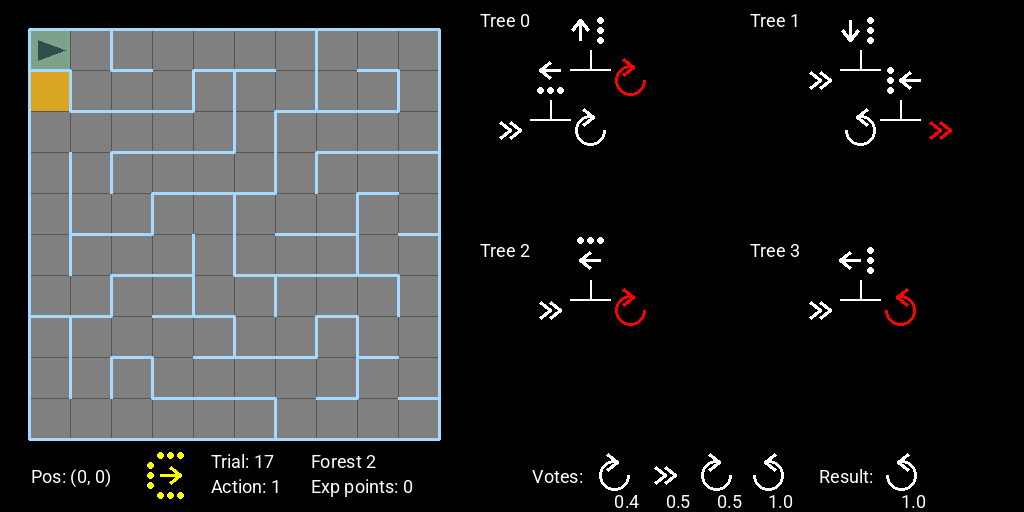 Tree 0
Tree 1
Tree 2
Tree 3
Pos: (0, 0)
Trial: 17
Action: 1
Forest 2
Exp points: 0
Votes:
0.4
0.5
0.5
1.0
Result:
1.0